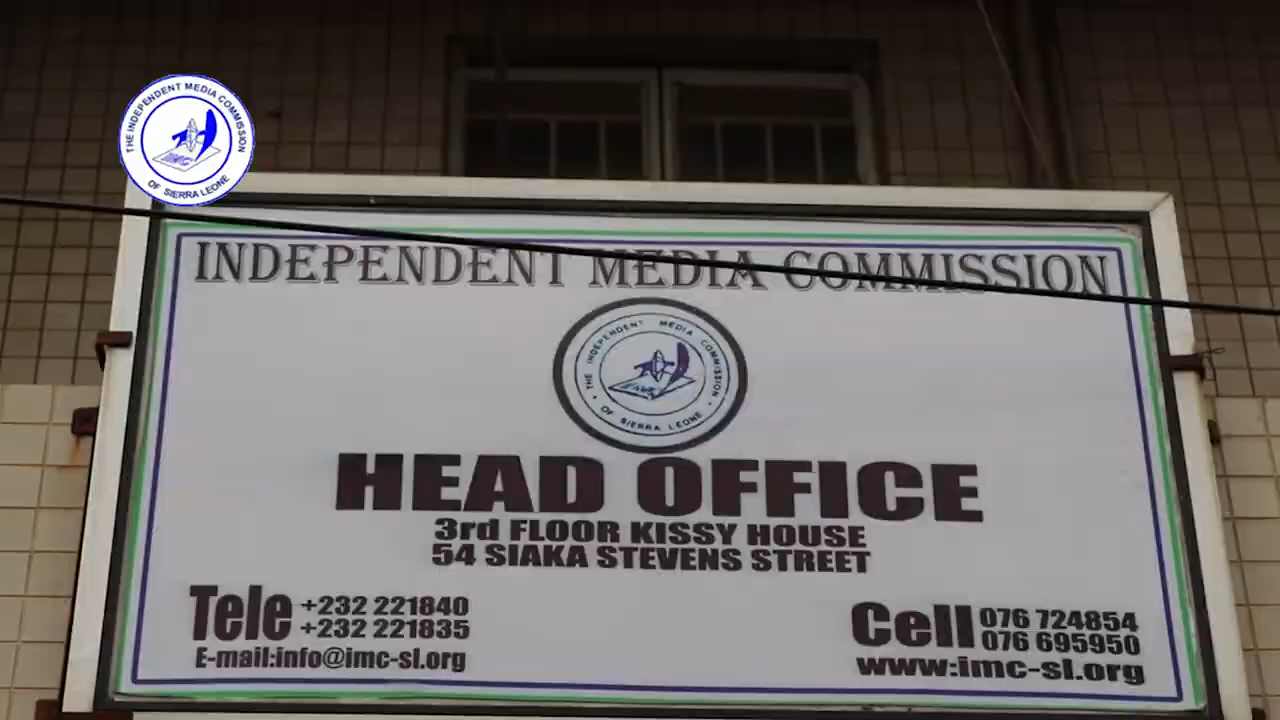 THE INDEPENDENT MEDIA COMMISSION
OF SIERRA LEONE
IMC
INDEPENDENT MEDIA COMMISSION
THE INDEPENDENT MEDIA COMMISSION
OF SIERRA LEONE
HEAD OFFICE
3rd FLOOR KISSY HOUSE
54 SIAKA STEVENS STREET
Tele +232 221840
+232 221835
E-mail:info@imc-sl.org
Cell 076 724854
076 695950
www:imc-sl.org